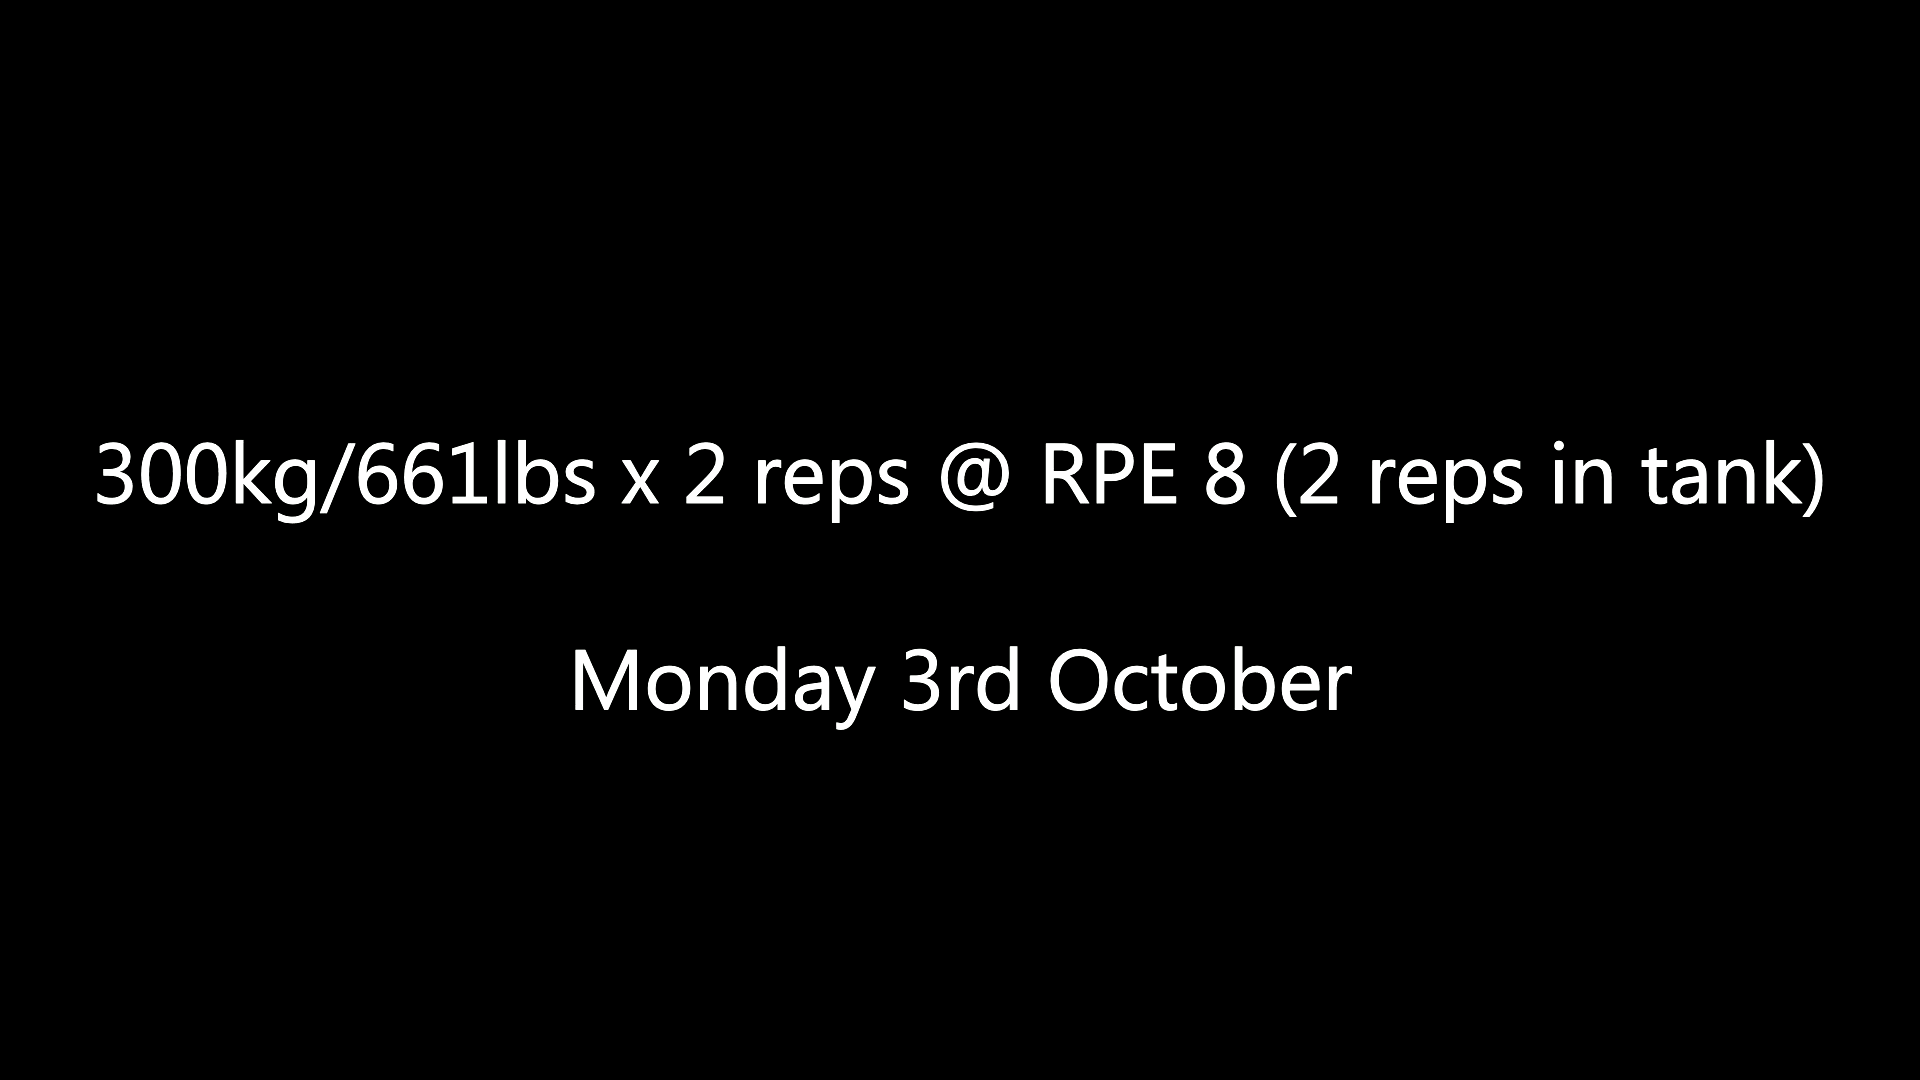 300kg/661lbs x 2 reps @ RPE 8 (2 reps in tank)
Monday 3rd October